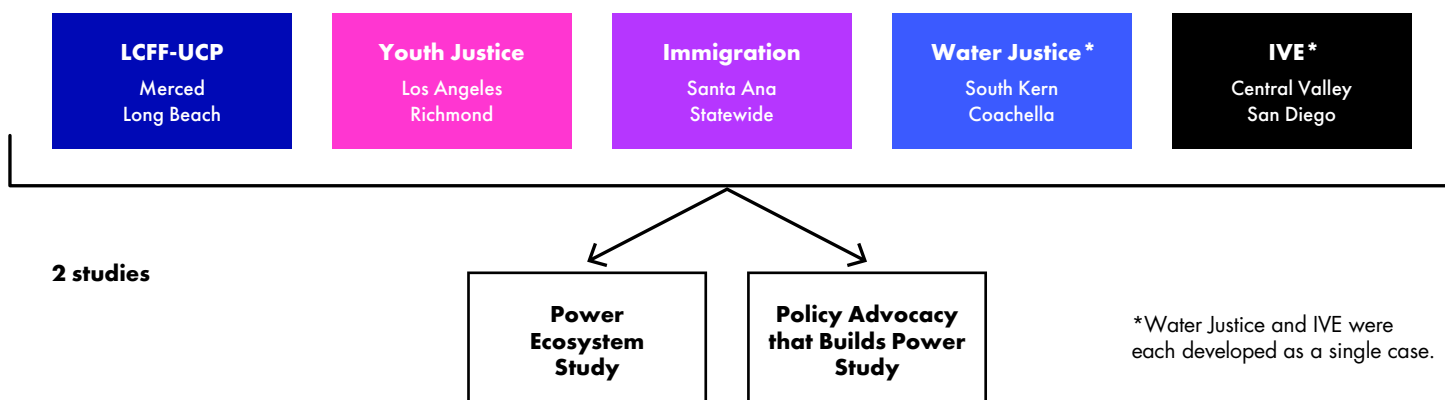 LCFF-UCP
Merced
Long Beach
Youth Justice
Los Angeles
Richmond
Immigration
Santa Ana
Statewide
Water Justice*
South Kern
Coachella
IVE*
Central Valley
San Diego
2 studies
Power
Ecosystem
Study
Policy Advocacy
that Builds Power
Study
*Water Justice and IVE were
each developed as a single case.